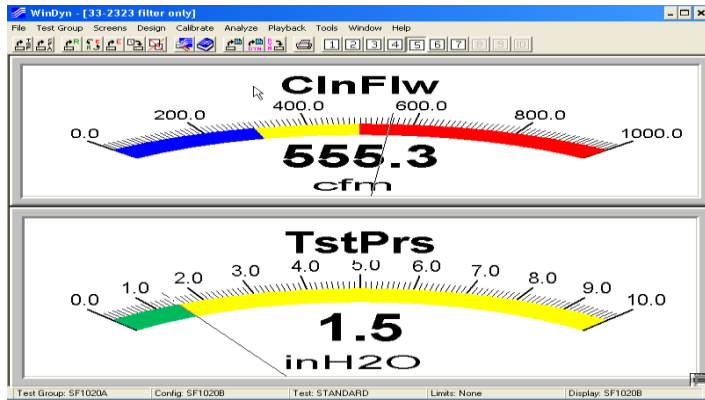 WinDyn - [33-2323 filter only]
File Test Group Screens Design Calibrate Analyze Playback Tools Window Help
1 2 3 4 5 6 7 8 9 10
ClnFlw
0.0 200.0 400.0 600.0 800.0 1000.0
555.3
cfm
TstPrs
0.0 1.0 2.0 3.0 4.0 5.0 6.0 7.0 8.0 9.0 10.0
1.5
inH2O
Test Group: SF1020A Config: SF1020B Test: STANDARD Limits: None Display: SF1020B